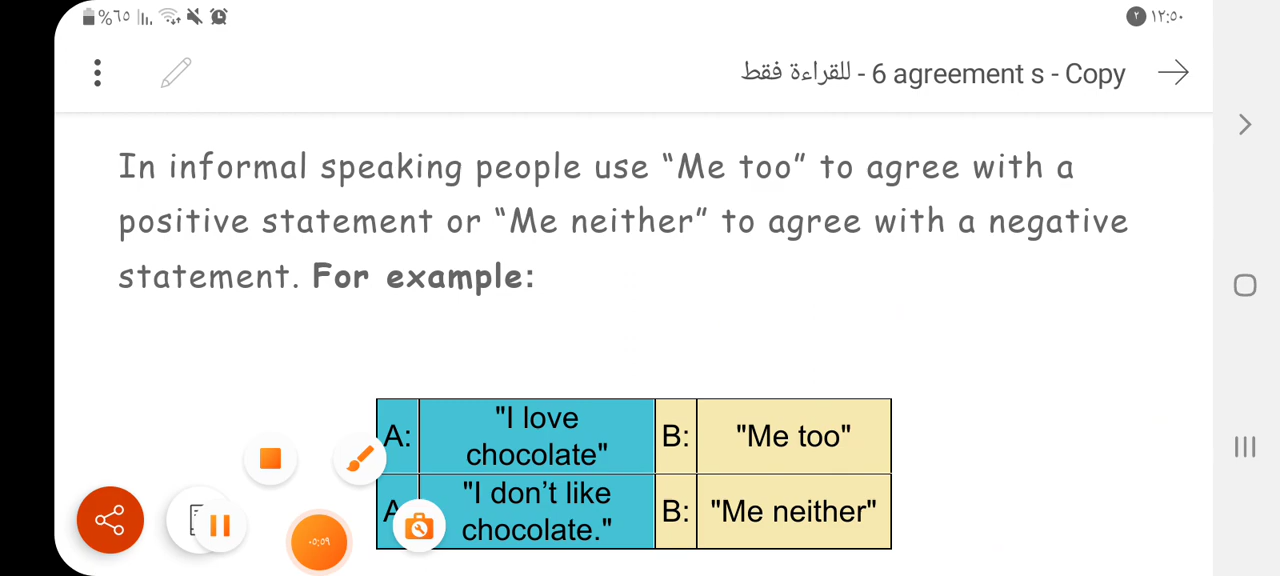 %٦٥
٢ ١٢:٥٠
6 agreement s - Copy - للقراءة فقط
In informal speaking people use “Me too” to agree with a
positive statement or “Me neither” to agree with a negative
statement. For example:
A: "I love B: "Me too"
chocolate"
A "I don’t like B: "Me neither"
chocolate."
٠٠:٥٩